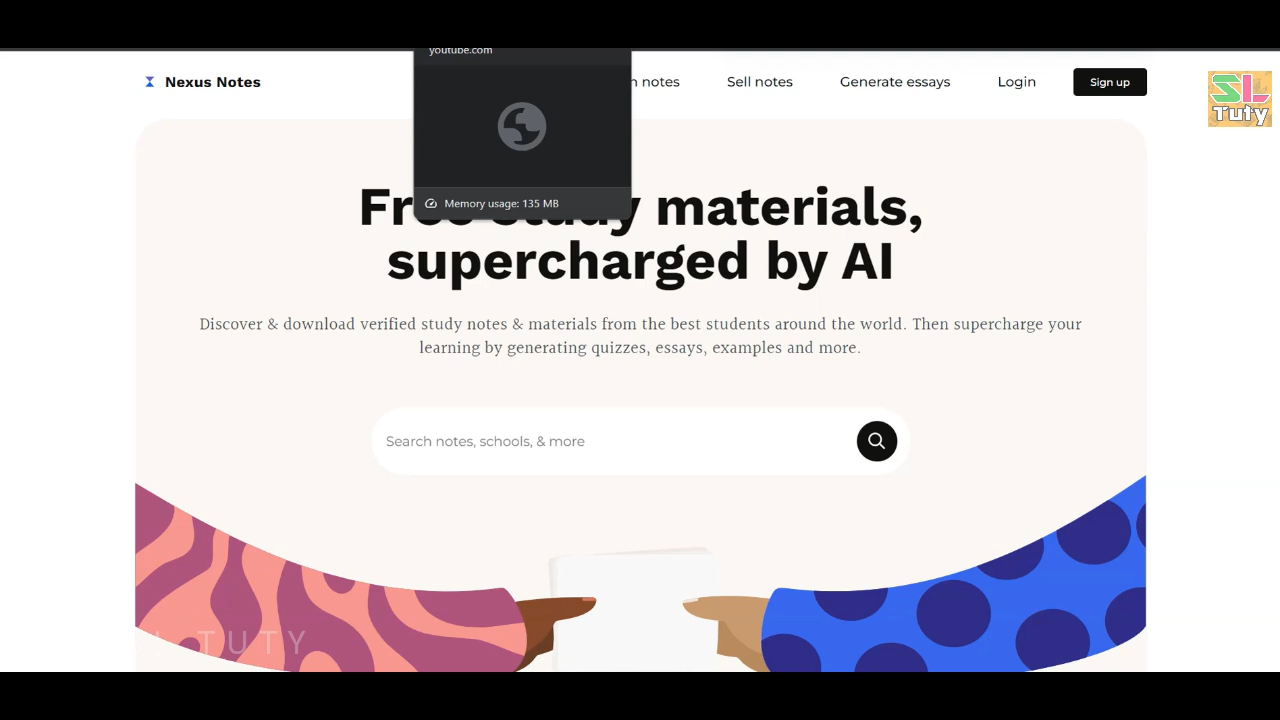 youtube.com
Nexus Notes
notes
Sell notes
Generate essays
Login
Sign up
SL
Tuty
Memory usage: 135 MB
Free study materials,
supercharged by AI
Discover & download verified study notes & materials from the best students around the world. Then supercharge your
learning by generating quizzes, essays, examples and more.
Search notes, schools, & more
L TUTY